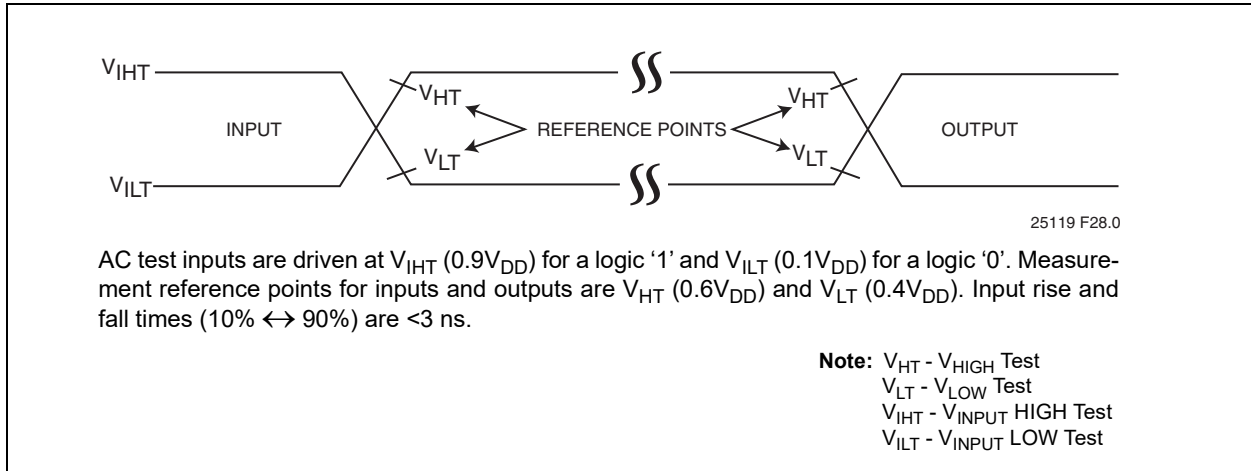 VIHT
VHT
VHT
INPUT
REFERENCE POINTS
OUTPUT
VLT
VLT
VILT
25119 F28.0
AC test inputs are driven at VIHT (0.9VDD) for a logic ‘1’ and VILT (0.1VDD) for a logic ‘0’. Measure-
ment reference points for inputs and outputs are VHT (0.6VDD) and VLT (0.4VDD). Input rise and
fall times (10% ↔ 90%) are <3 ns.
Note: VHT - VHIGH Test
VLT - VLOW Test
VIHT - VINPUT HIGH Test
VILT - VINPUT LOW Test